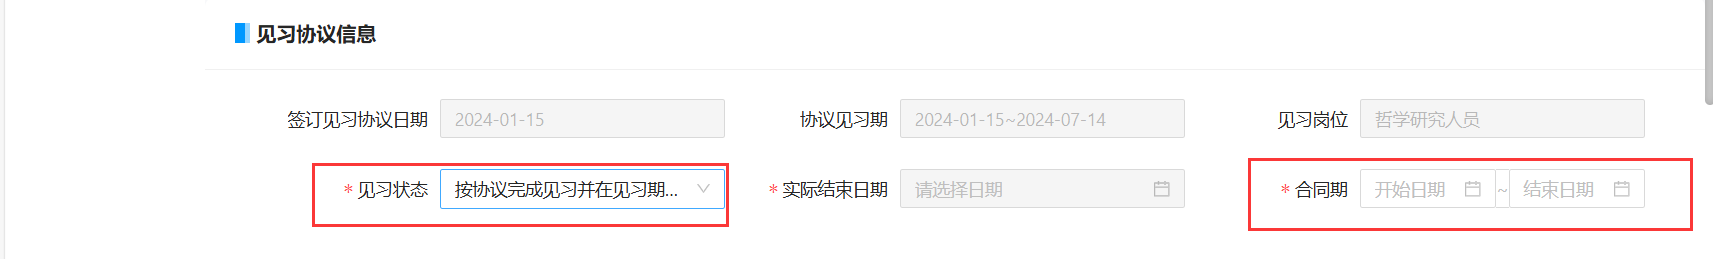 见习协议信息
签订见习协议日期 2024-01-15 协议见习期 2024-01-15~2024-07-14 见习岗位 哲学研究人员
* 见习状态 按协议完成见习并在见习期... * 实际结束日期 请选择日期 * 合同期 开始日期 ~ 结束日期